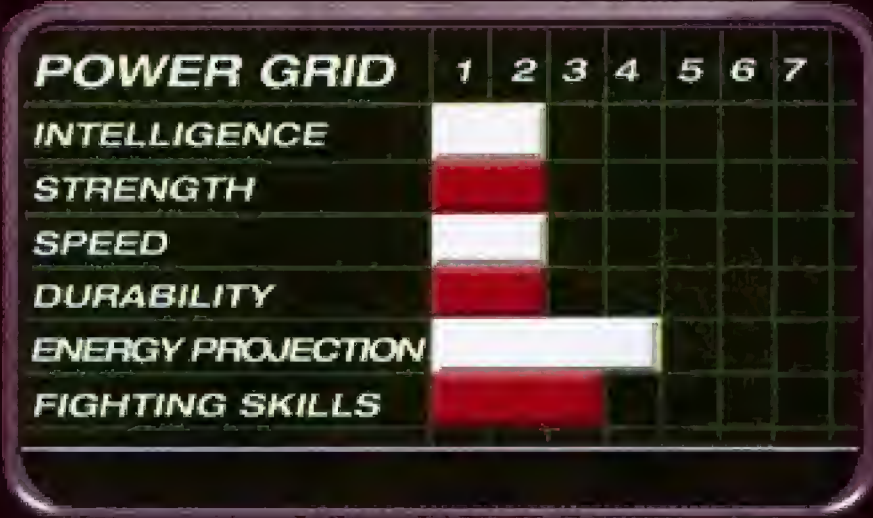 POWER GRID 1 2 3 4 5 6 7
INTELLIGENCE
STRENGTH
SPEED
DURABILITY
ENERGY PROJECTION
FIGHTING SKILLS